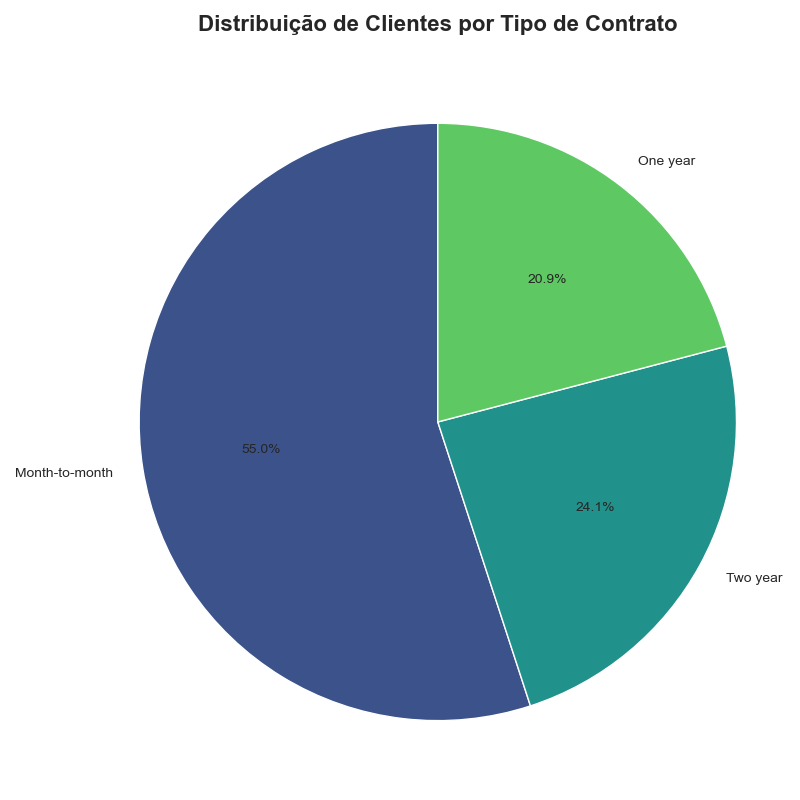 Distribuição de Clientes por Tipo de Contrato
One year
20.9%
55.0%
Month-to-month
24.1%
Two year